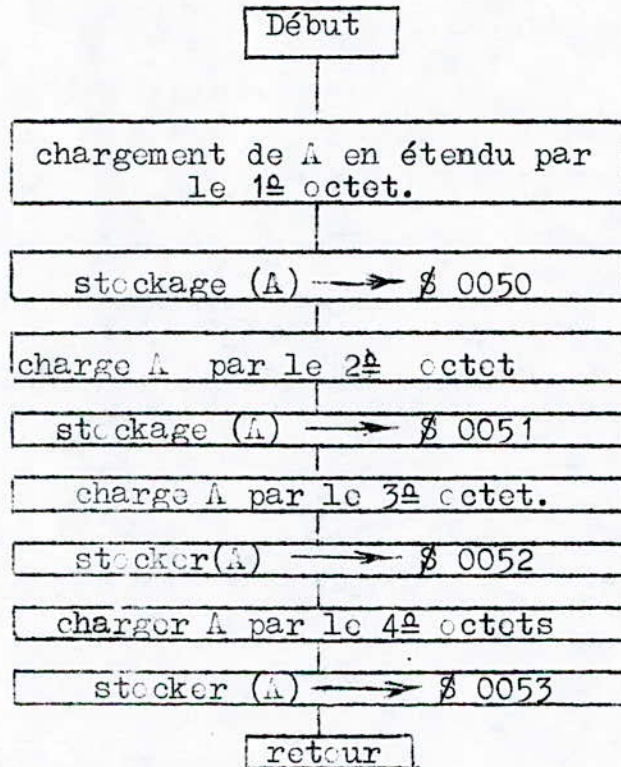 Début
chargement de A en étendu par
le 1º octet.
stockage (A) → $ 0050
charge A par le 2º octet
stockage (A) → $ 0051
charge A par le 3º octet.
stocker(A) → $ 0052
charger A par le 4º octets
stocker (A) → $ 0053
retour